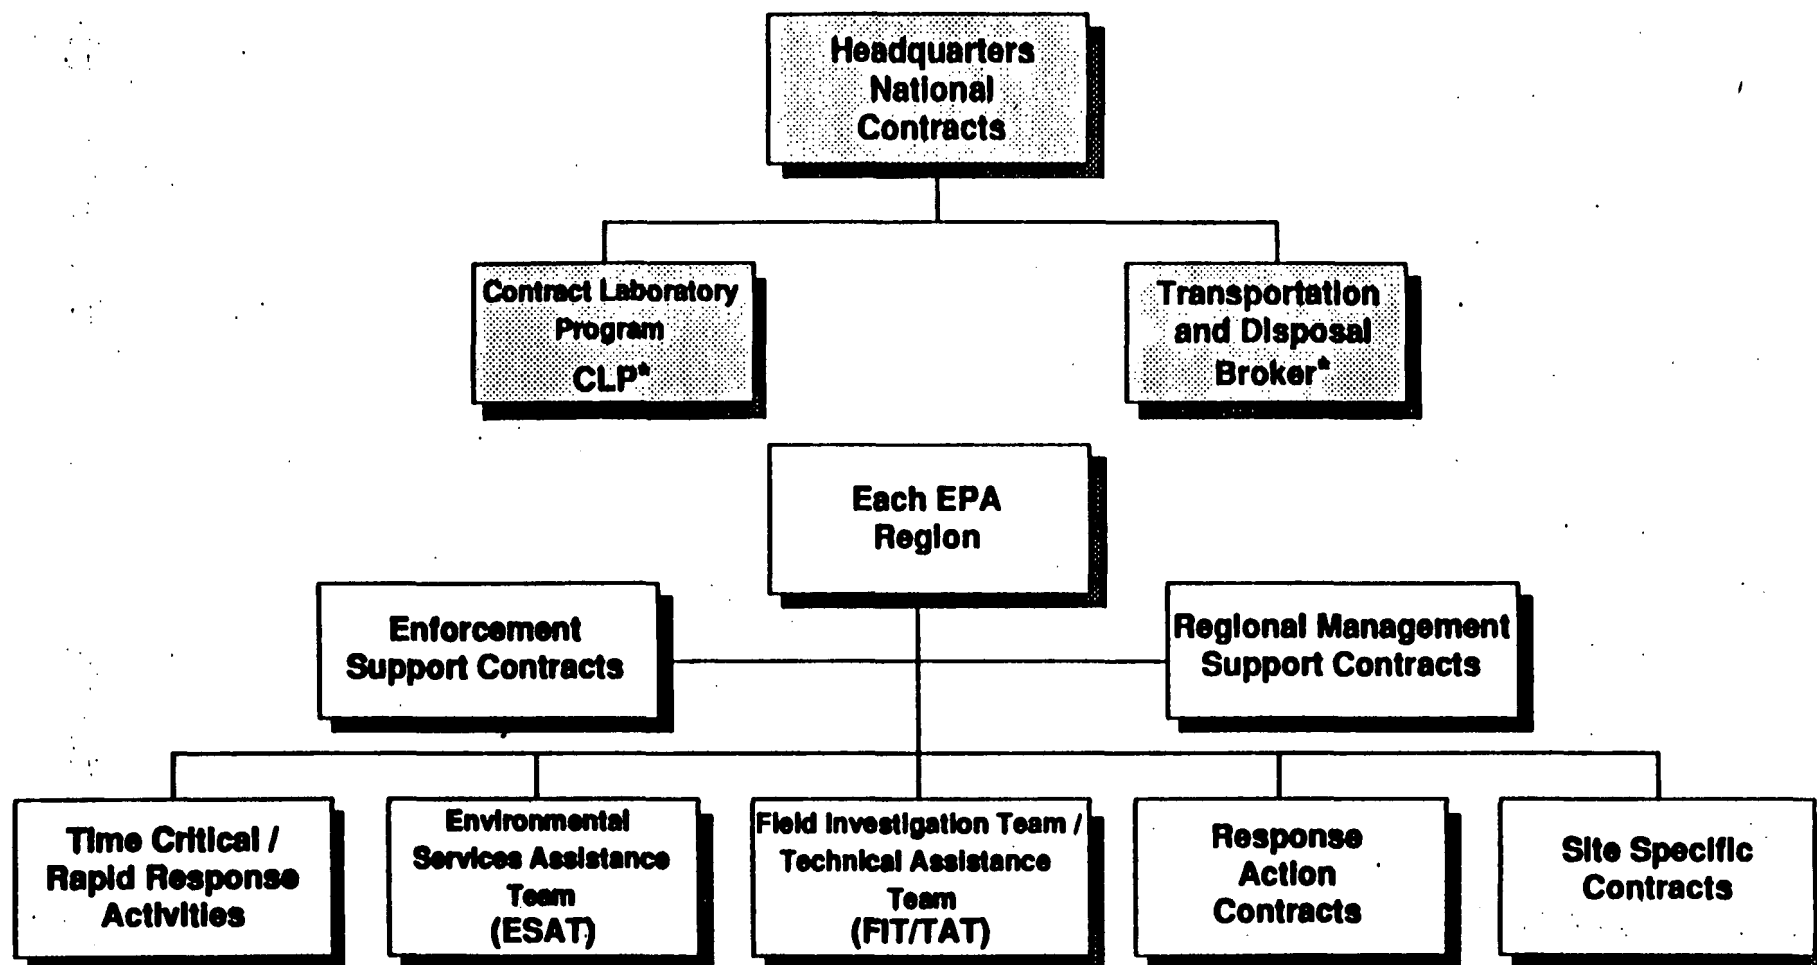 Headquarters
National
Contracts
Contract Laboratory
Program
CLP*
Transportation
and Disposal
Broker*
Each EPA
Region
Enforcement
Support Contracts
Regional Management
Support Contracts
Time Critical /
Rapid Response
Activities
Environmental
Services Assistance
Team
(ESAT)
Field Investigation Team /
Technical Assistance
Team
(FIT/TAT)
Response
Action
Contracts
Site Specific
Contracts